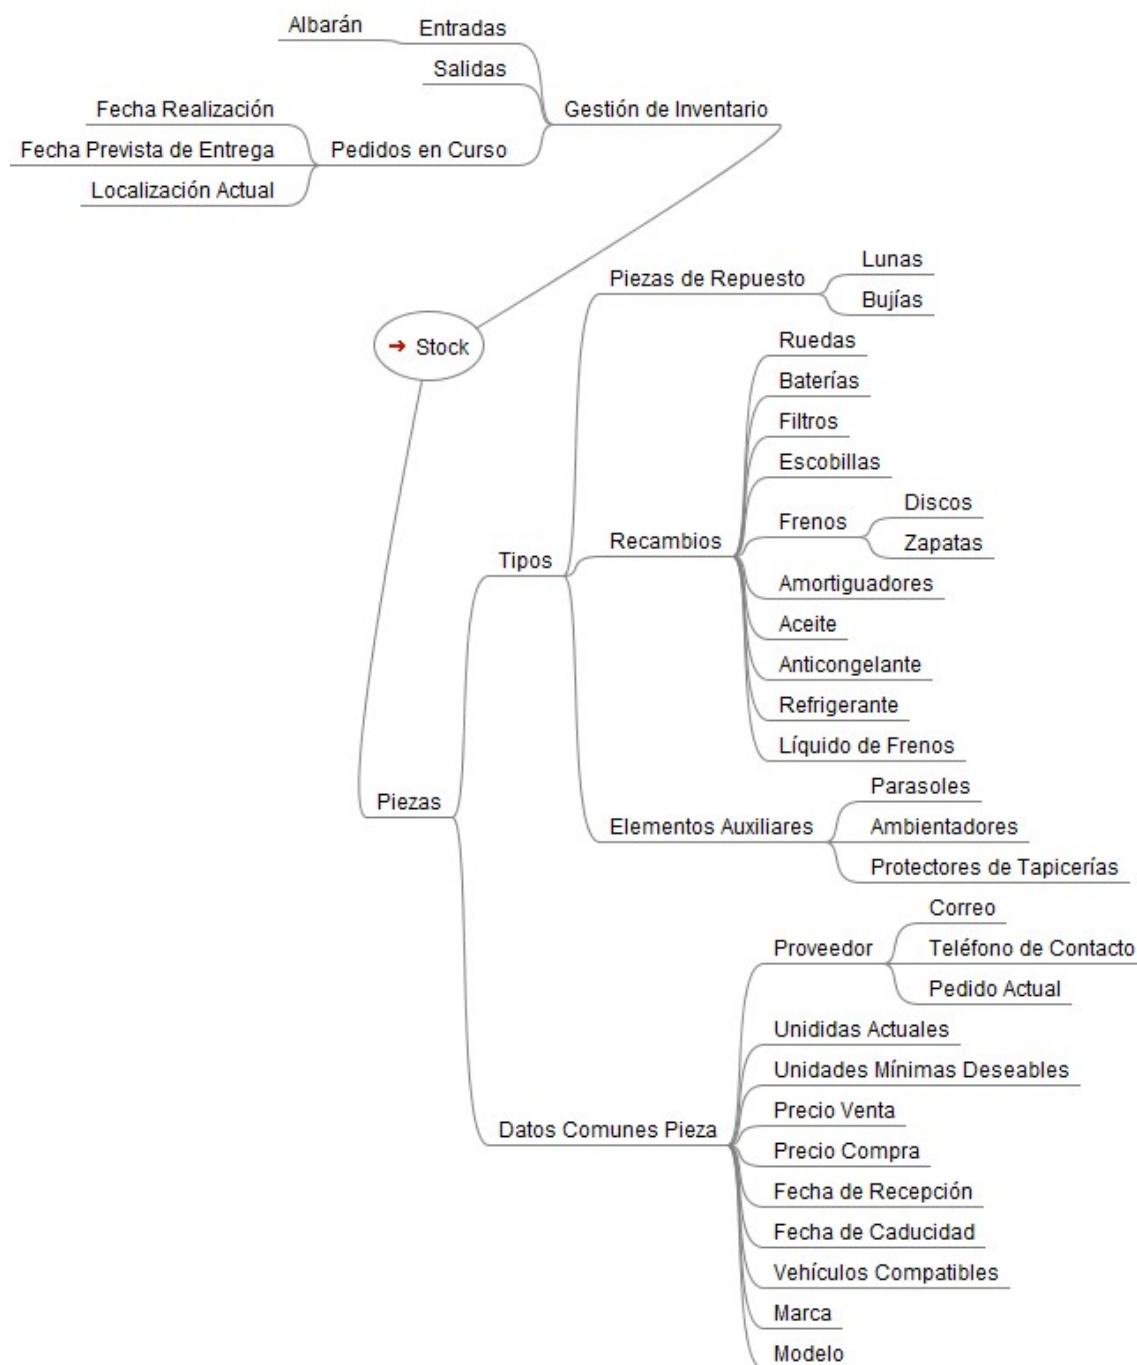 Albarán
Entradas
Salidas
Fecha Realización
Gestión de Inventario
Fecha Prevista de Entrega
Pedidos en Curso
Localización Actual
Piezas de Repuesto
Lunas
Bujías
Stock
Ruedas
Baterías
Filtros
Escobillas
Discos
Frenos
Zapatas
Recambios
Tipos
Amortiguadores
Aceite
Anticongelante
Refrigerante
Líquido de Frenos
Piezas
Parasoles
Elementos Auxiliares
Ambientadores
Protectores de Tapicerías
Correo
Proveedor
Teléfono de Contacto
Pedido Actual
Unididas Actuales
Unidades Mínimas Deseables
Precio Venta
Datos Comunes Pieza
Precio Compra
Fecha de Recepción
Fecha de Caducidad
Vehículos Compatibles
Marca
Modelo